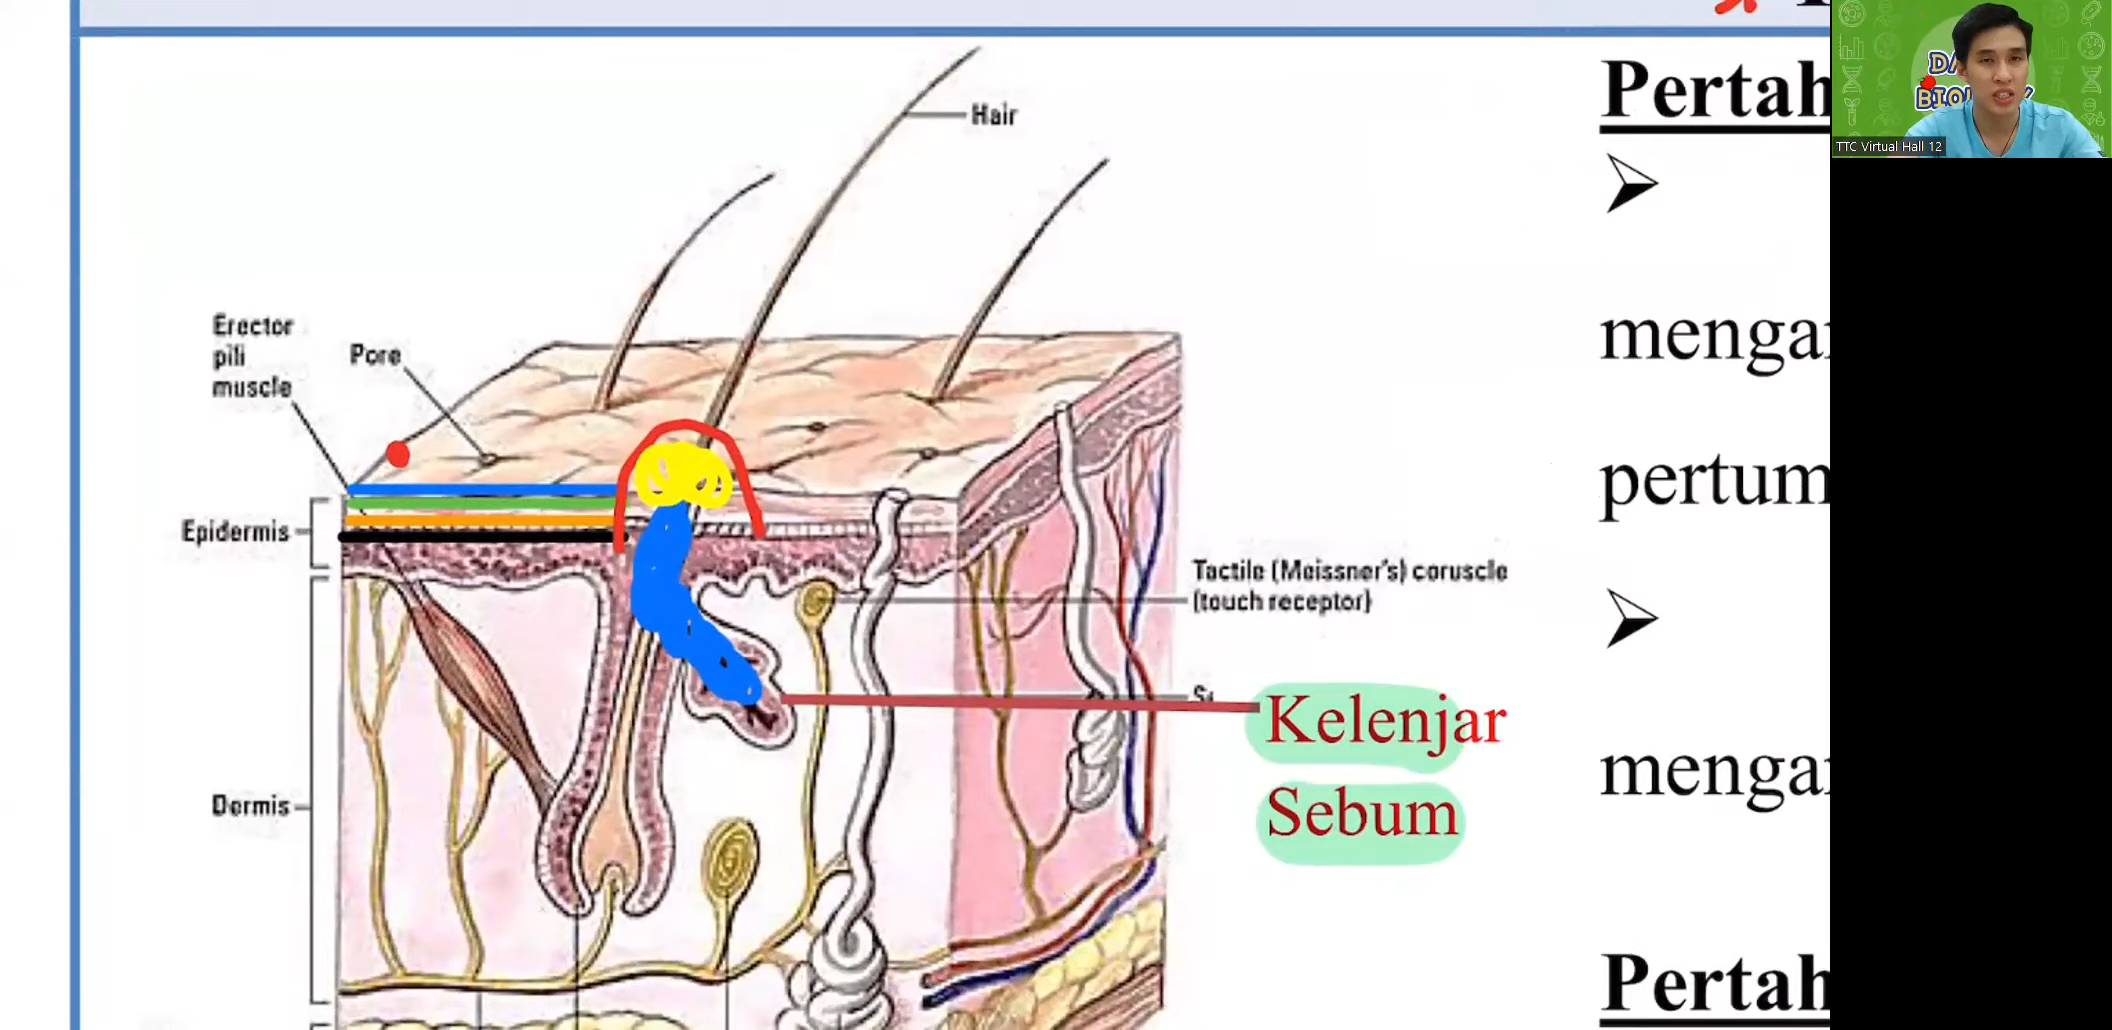 Pertah
Hair
Erector
pili
muscle
Pore
mengar
pertum
Epidermis
Tactile (Meissner's) coruscle
(touch receptor)
Kelenjar
Sebum
Dermis
mengar
Pertah
TTC Virtual Hall 12